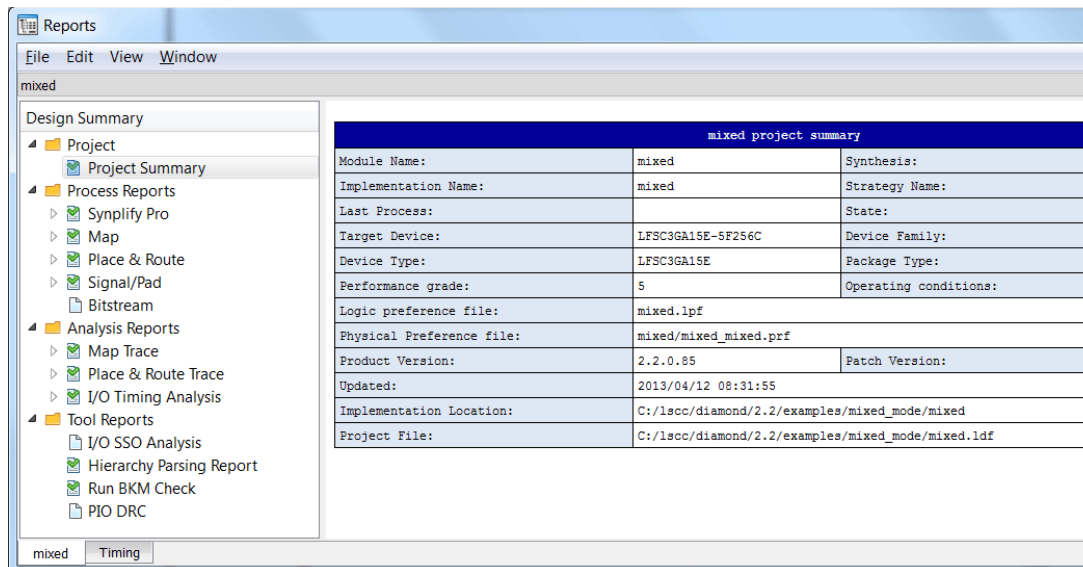 Reports
File Edit View Window
mixed
Design Summary
Project
Project Summary
Process Reports
Synplify Pro
Map
Place & Route
Signal/Pad
Bitstream
Analysis Reports
Map Trace
Place & Route Trace
I/O Timing Analysis
Tool Reports
I/O SSO Analysis
Hierarchy Parsing Report
Run BKM Check
PIO DRC
mixed project summary
Module Name: mixed Synthesis:
Implementation Name: mixed Strategy Name:
Last Process: State:
Target Device: LFSC3GA15E-5F256C Device Family:
Device Type: LFSC3GA15E Package Type:
Performance grade: 5 Operating conditions:
Logic preference file: mixed.lpf
Physical Preference file: mixed/mixed_mixed.prf
Product Version: 2.2.0.85 Patch Version:
Updated: 2013/04/12 08:31:55
Implementation Location: C:/lscc/diamond/2.2/examples/mixed_mode/mixed
Project File: C:/lscc/diamond/2.2/examples/mixed_mode/mixed.ldf
mixed Timing